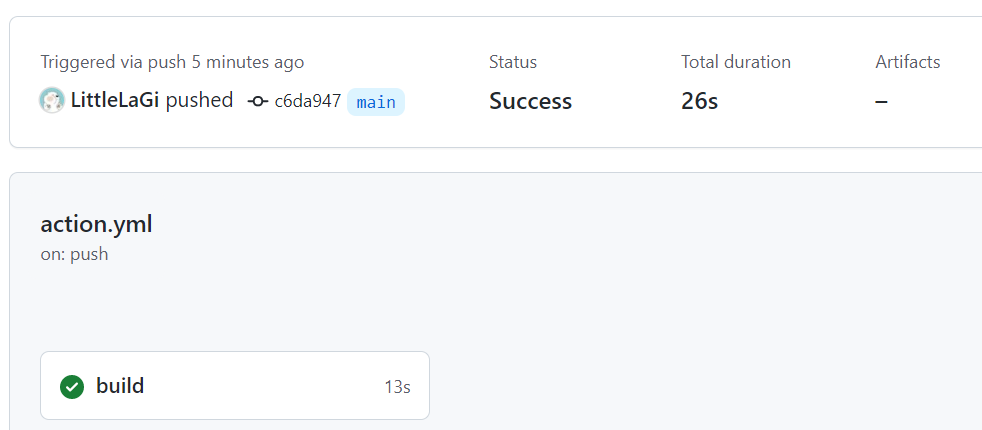 Triggered via push 5 minutes ago
LittleLaGi pushed c6da947 main
Status
Success
Total duration
26s
Artifacts
–
action.yml
on: push
build 13s